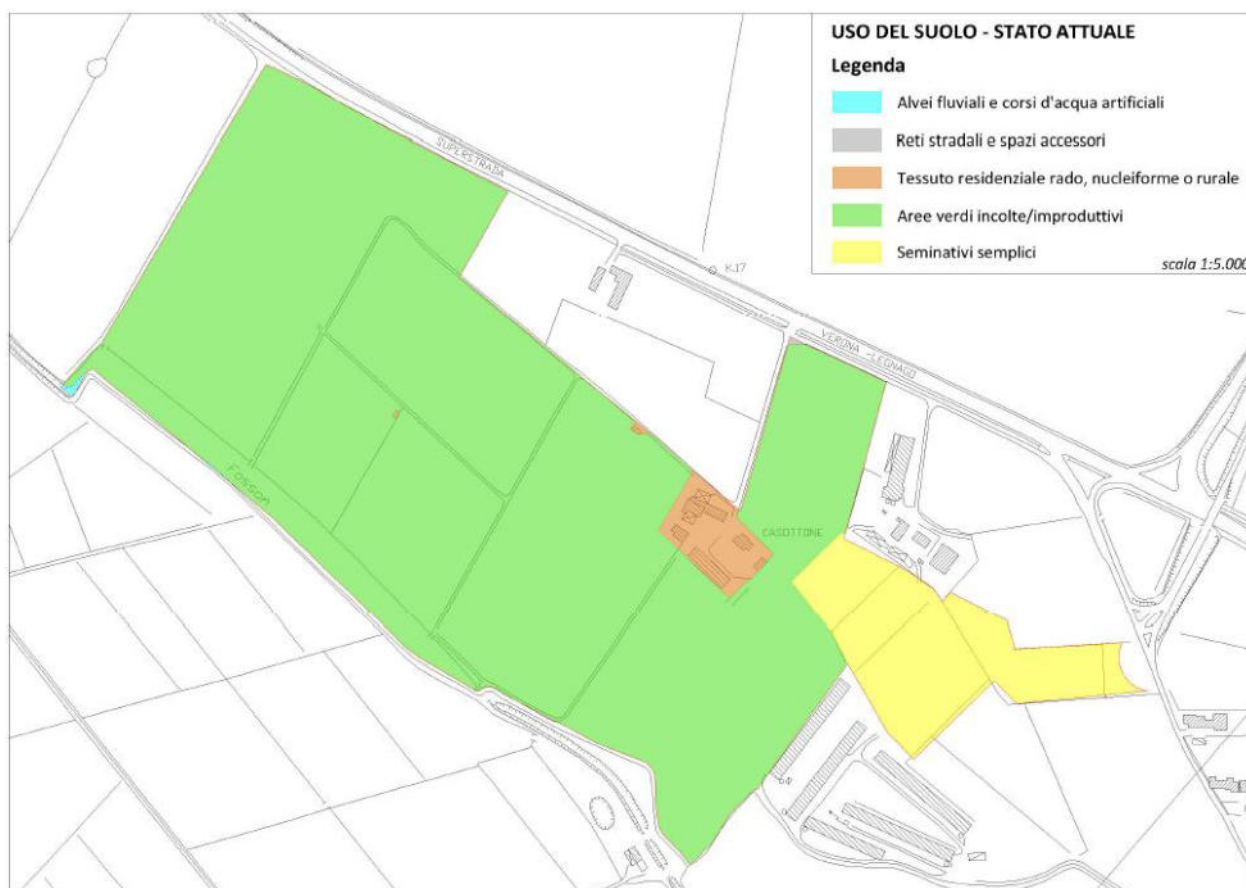 USO DEL SUOLO - STATO ATTUALE
Legenda
Alvei fluviali e corsi d'acqua artificiali
Reti stradali e spazi accessori
Tessuto residenziale rado, nucleiforme o rurale
Aree verdi incolte/improduttivi
Seminativi semplici
scala 1:5.000
SUPERSTRADA
K.17
VERONA -LEGNAGO
CASOTTONE
Fosson